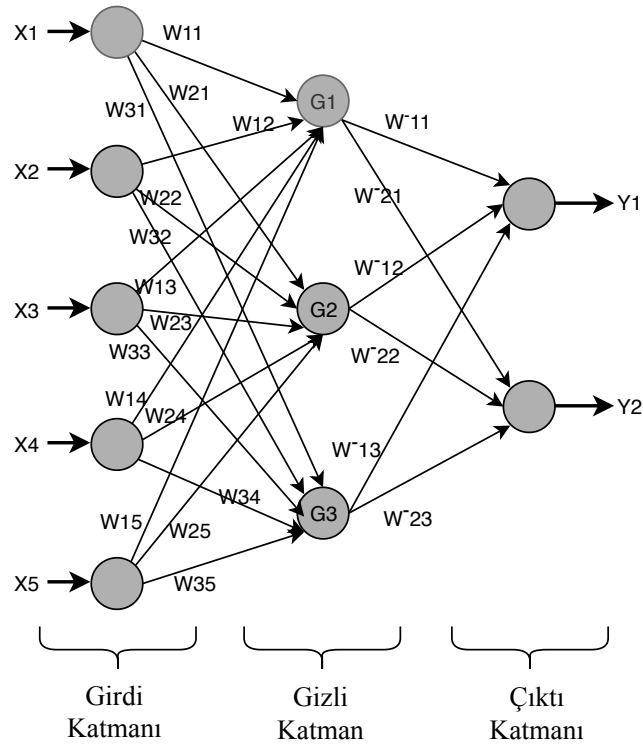 X1
W11
W21
W31
G1
W12
W⁻11
X2
W22
W⁻21
Y1
W32
W⁻12
W13
X3
W23
G2
W33
W⁻22
W14
W24
Y2
X4
W⁻13
W34
G3
W15
W25
W⁻23
X5
W35
Girdi
Katmanı
Gizli
Katman
Çıktı
Katmanı